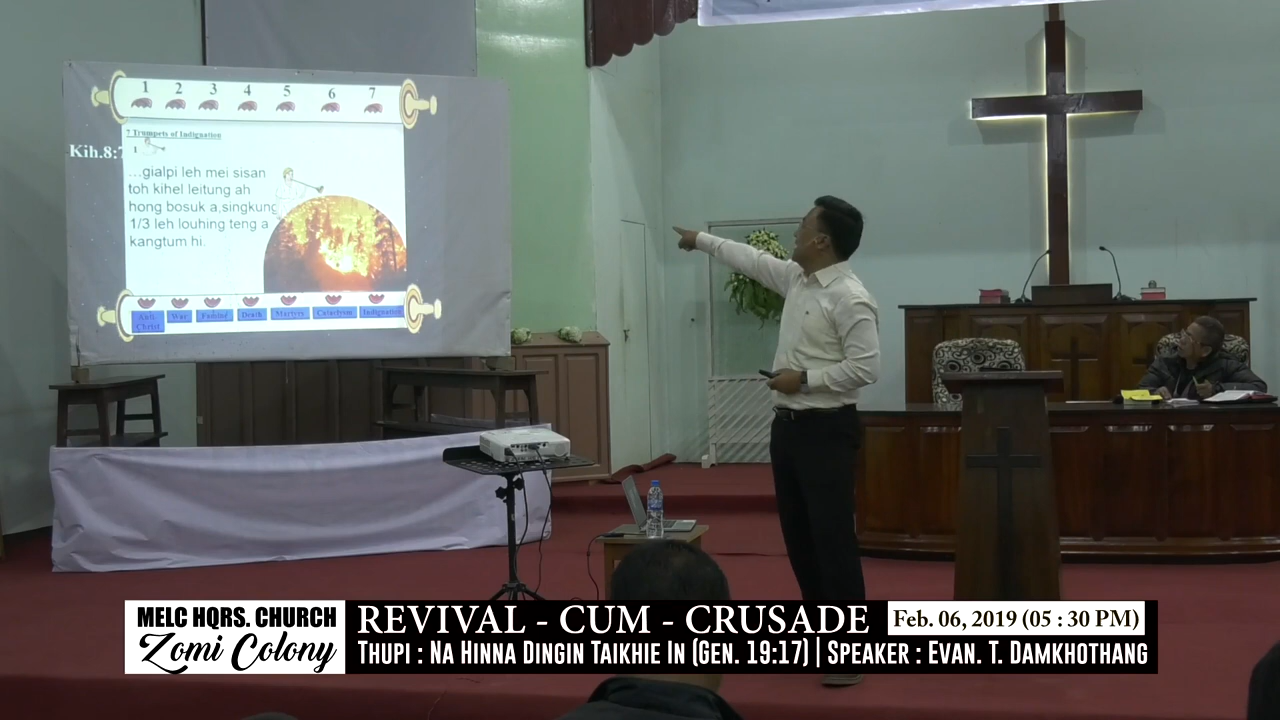 1 2 3 4 5 6 7
7 Trumpets of Indignation
1
Kih.8:7
...gialpi leh mei sisan
toh kihel leitung ah
hong bosuk a,singkung
1/3 leh louhing teng a
kangtum hi.
Anti-
Christ
War Famine Death Martyrs Cataclysm Indignation
MELC HQRS. CHURCH
Zomi Colony
REVIVAL - CUM - CRUSADE
Feb. 06, 2019 (05 : 30 PM)
THUPI : NA HINNA DINGIN TAIKHIE IN (GEN. 19:17) | SPEAKER : EVAN. T. DAMKHOTHANG